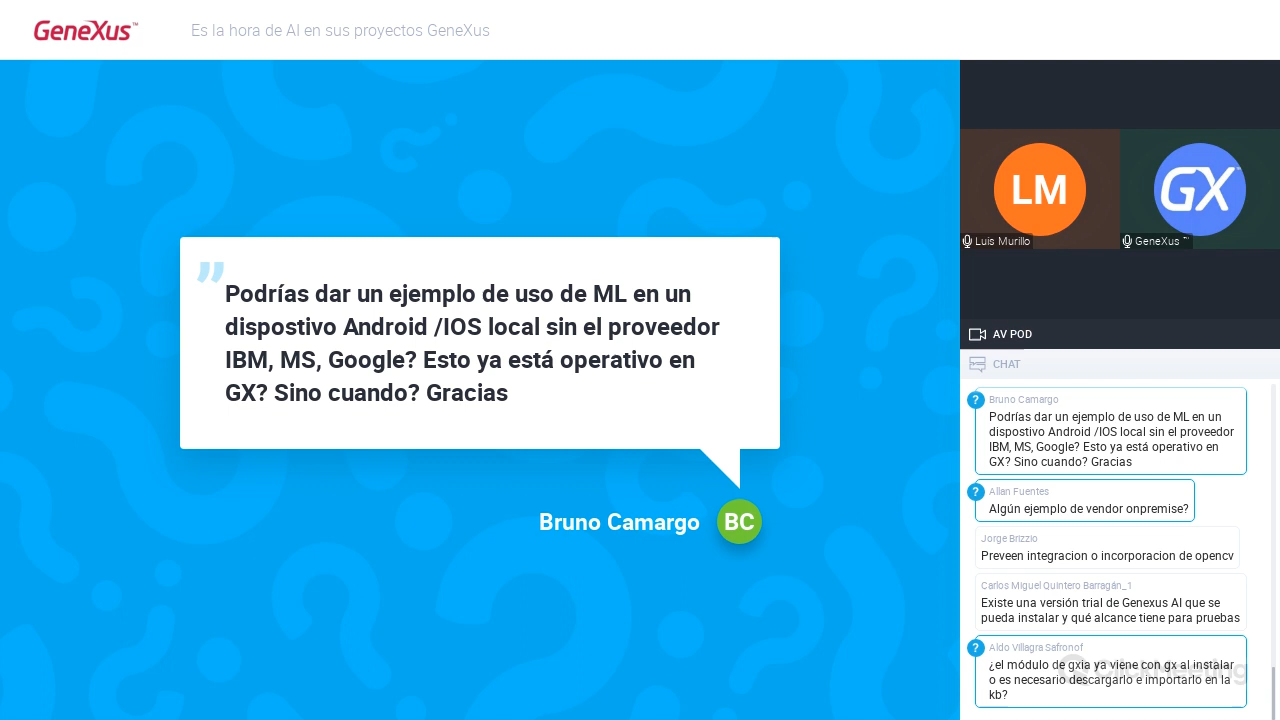 GeneXus™
Es la hora de AI en sus proyectos GeneXus
Podrías dar un ejemplo de uso de ML en un
dispostivo Android /IOS local sin el proveedor
IBM, MS, Google? Esto ya está operativo en
GX? Sino cuando? Gracias
Bruno Camargo
BC
LM
GX
Luis Murillo
GeneXus ™
AV POD
CHAT
?
Bruno Camargo
Podrías dar un ejemplo de uso de ML en un
dispostivo Android /IOS local sin el proveedor
IBM, MS, Google? Esto ya está operativo en
GX? Sino cuando? Gracias
?
Allan Fuentes
Algún ejemplo de vendor onpremise?
Jorge Brizzio
Preveen integracion o incorporacion de opencv
Carlos Miguel Quintero Barragán_1
Existe una versión trial de Genexus AI que se
pueda instalar y qué alcance tiene para pruebas
?
Aldo Villagra Safronof
¿el módulo de gxia ya viene con gx al instalar
o es necesario descargarlo e importarlo en la
kb?
ClickMeeting